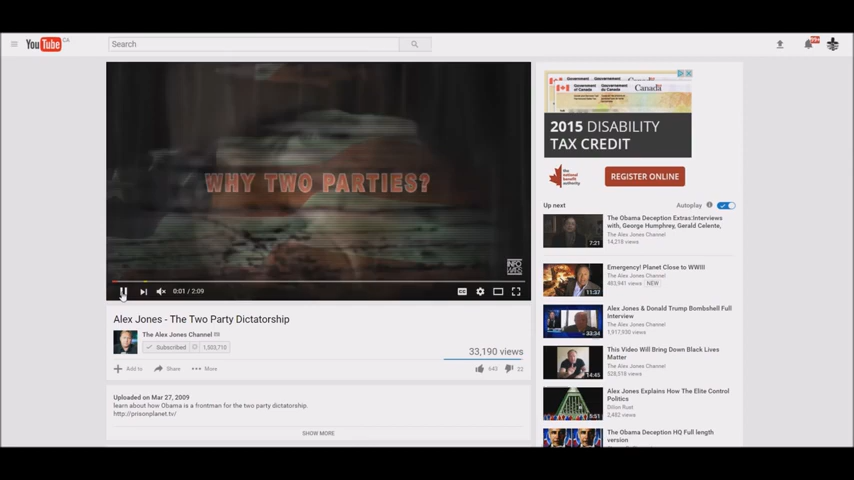 YouTube CA
Search
99+
WHY TWO PARTIES?
INFO
WARS
0:01 / 2:09
CC
Alex Jones - The Two Party Dictatorship
The Alex Jones Channel
Subscribed 1,503,710
33,190 views
Add to Share More
643 22
Uploaded on Mar 27, 2009
learn about how Obama is a frontman for the two party dictatorship.
http://prisonplanet.tv/
SHOW MORE
Government Gouvernement
Canada
2015 DISABILITY
TAX CREDIT
the
national
benefit
authority
REGISTER ONLINE
Up next
Autoplay
The Obama Deception Extras:Interviews
with, George Humphrey, Gerald Celente,
The Alex Jones Channel
14,218 views
7:21
Emergency! Planet Close to WWIII
The Alex Jones Channel
483,941 views NEW
11:37
Alex Jones & Donald Trump Bombshell Full
Interview
The Alex Jones Channel
1,917,930 views
33:34
This Video Will Bring Down Black Lives
Matter
The Alex Jones Channel
528,518 views
14:45
Alex Jones Explains How The Elite Control
Politics
2,482 views
5:51
The Obama Deception HQ Full length
version